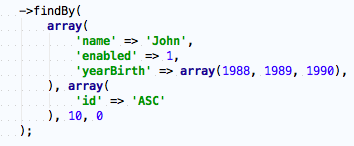 ->findBy(
array(
'name' => 'John',
'enabled' => 1,
'yearBirth' => array(1988, 1989, 1990),
), array(
'id' => 'ASC'
), 10, 0
);